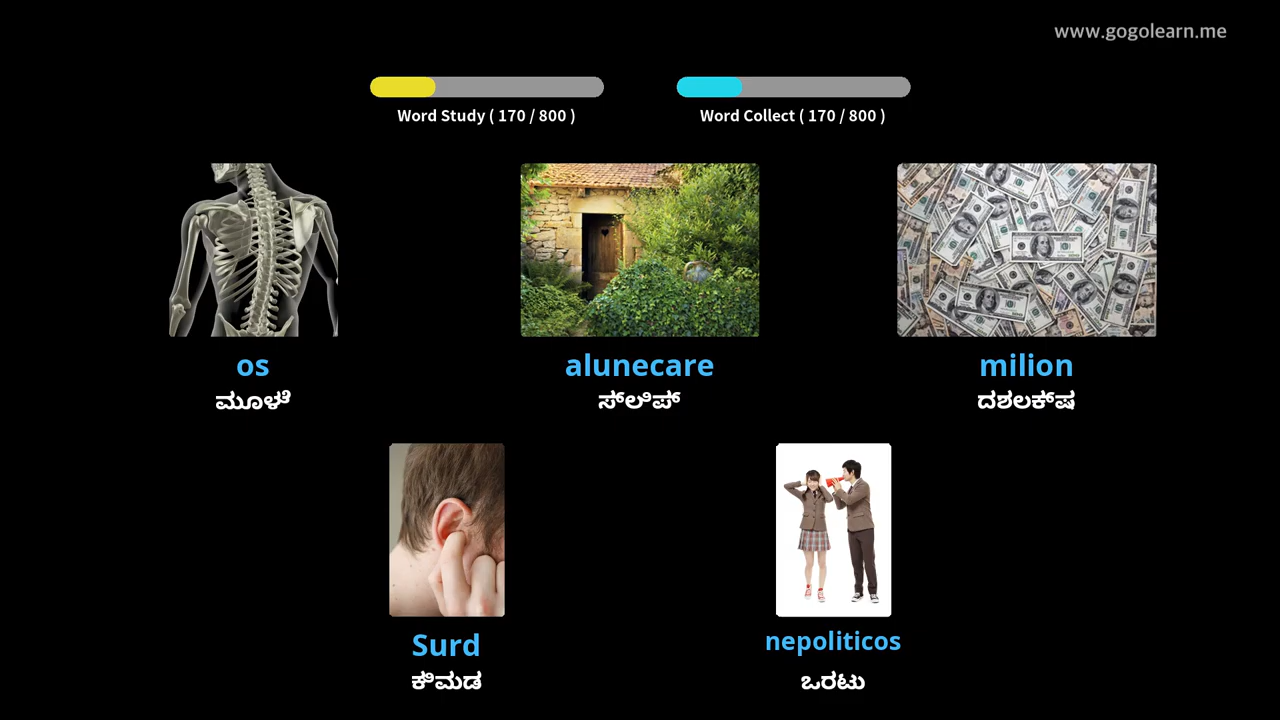 www.gogolearn.me
Word Study ( 170 / 800 )
Word Collect ( 170 / 800 )
os
ಮೂಳೆ
alunecare
ಸ್ಲಿಪ್
milion
ದಶಲಕ್ಷ
Surd
ಕಿವುಡ
nepoliticos
ಒರಟು